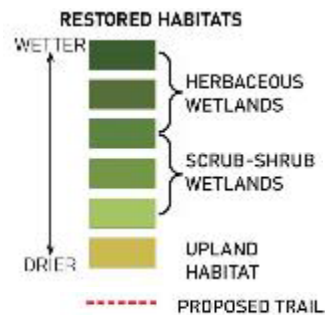 RESTORED HABITATS
WETTER
HERBACEOUS
WETLANDS
SCRUB-SHRUB
WETLANDS
UPLAND
HABITAT
DRIER
PROPOSED TRAIL